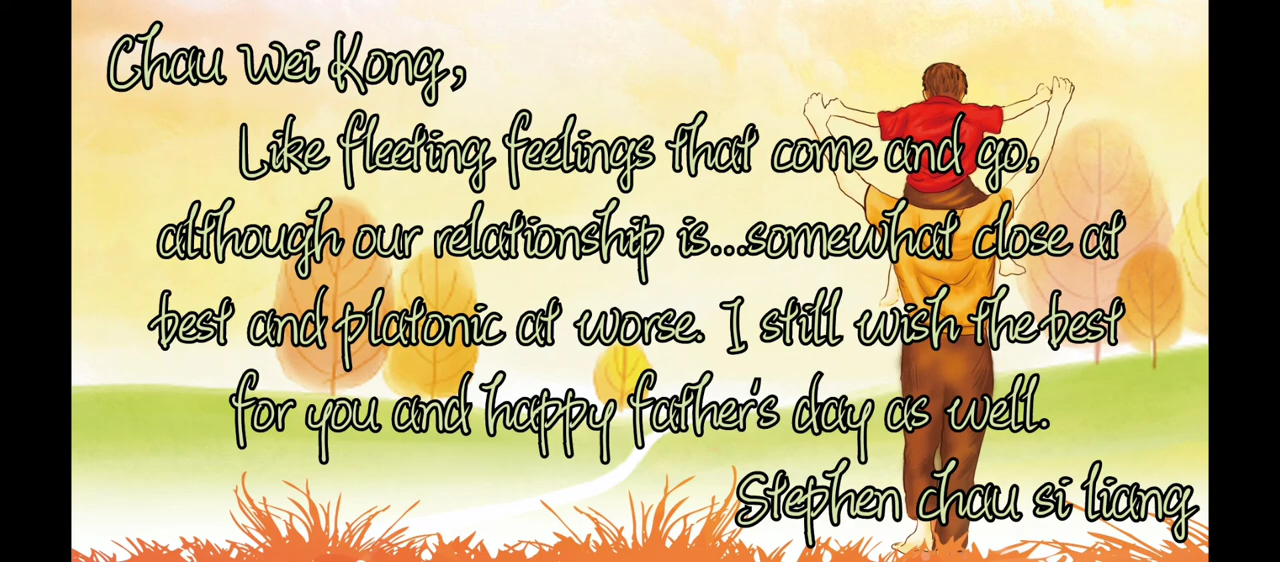 Chau Wei Kong,
Like fleeting feelings that come and go,
although our relationship is...somewhat close at
best and platonic at worse. I still wish the best
for you and happy father's day as well.
Stephen chau si liang